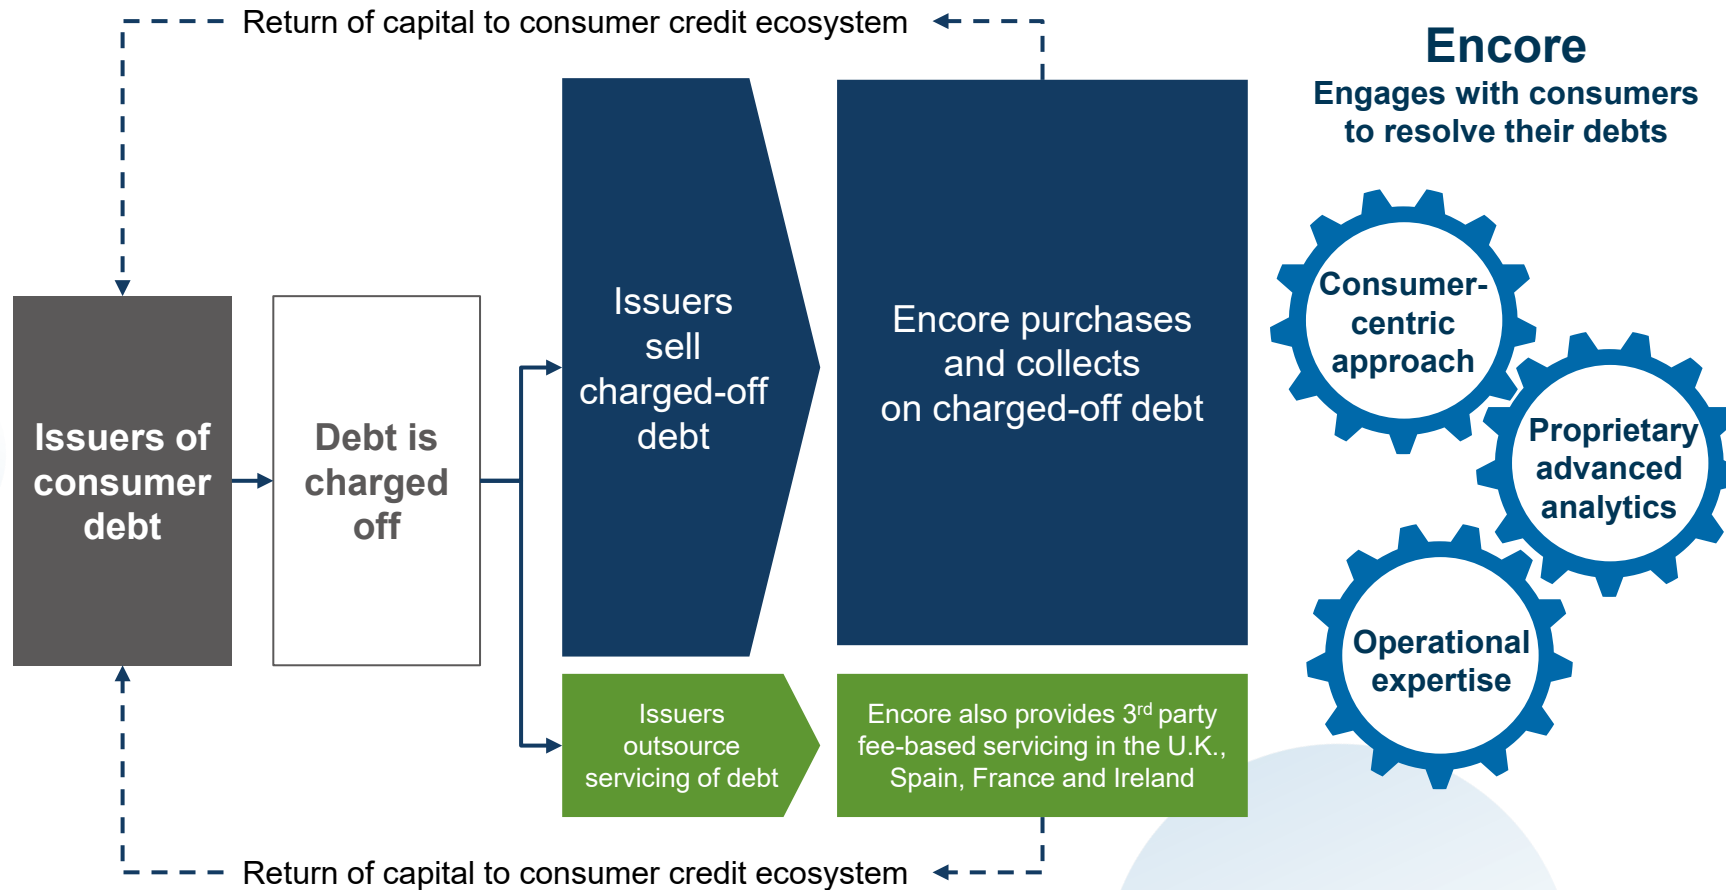 Return of capital to consumer credit ecosystem
Encore
Engages with consumers
to resolve their debts
Issuers of
consumer
debt
Debt is
charged
off
Issuers
sell
charged-off
debt
Encore purchases
and collects
on charged-off debt
Consumer-
centric
approach
Proprietary
advanced
analytics
Operational
expertise
Issuers
outsource
servicing of debt
Encore also provides 3rd party
fee-based servicing in the U.K.,
Spain, France and Ireland
Return of capital to consumer credit ecosystem